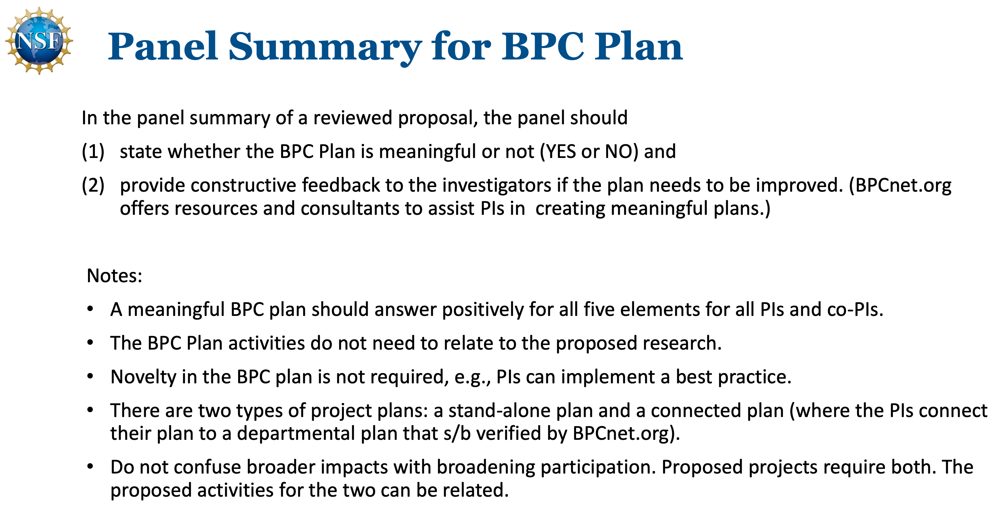 NSF
Panel Summary for BPC Plan
In the panel summary of a reviewed proposal, the panel should
(1) state whether the BPC Plan is meaningful or not (YES or NO) and
(2) provide constructive feedback to the investigators if the plan needs to be improved. (BPCnet.org
offers resources and consultants to assist PIs in  creating meaningful plans.)
Notes:
• A meaningful BPC plan should answer positively for all five elements for all PIs and co-PIs.
• The BPC Plan activities do not need to relate to the proposed research.
• Novelty in the BPC plan is not required, e.g., PIs can implement a best practice.
• There are two types of project plans: a stand-alone plan and a connected plan (where the PIs connect
their plan to a departmental plan that s/b verified by BPCnet.org).
• Do not confuse broader impacts with broadening participation. Proposed projects require both. The
proposed activities for the two can be related.